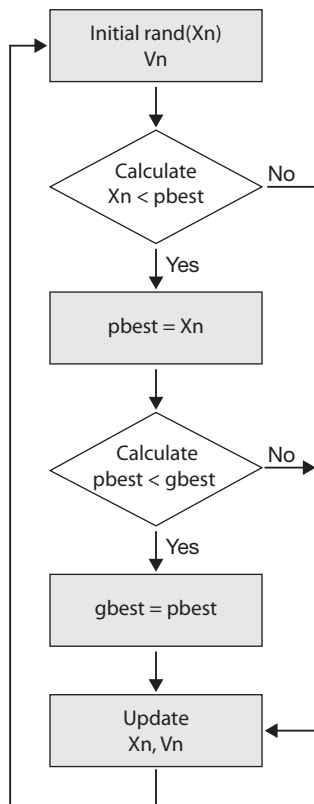 Initial rand(Xn)
Vn
Calculate
Xn < pbest
No
Yes
pbest = Xn
Calculate
pbest < gbest
No
Yes
gbest = pbest
Update
Xn, Vn